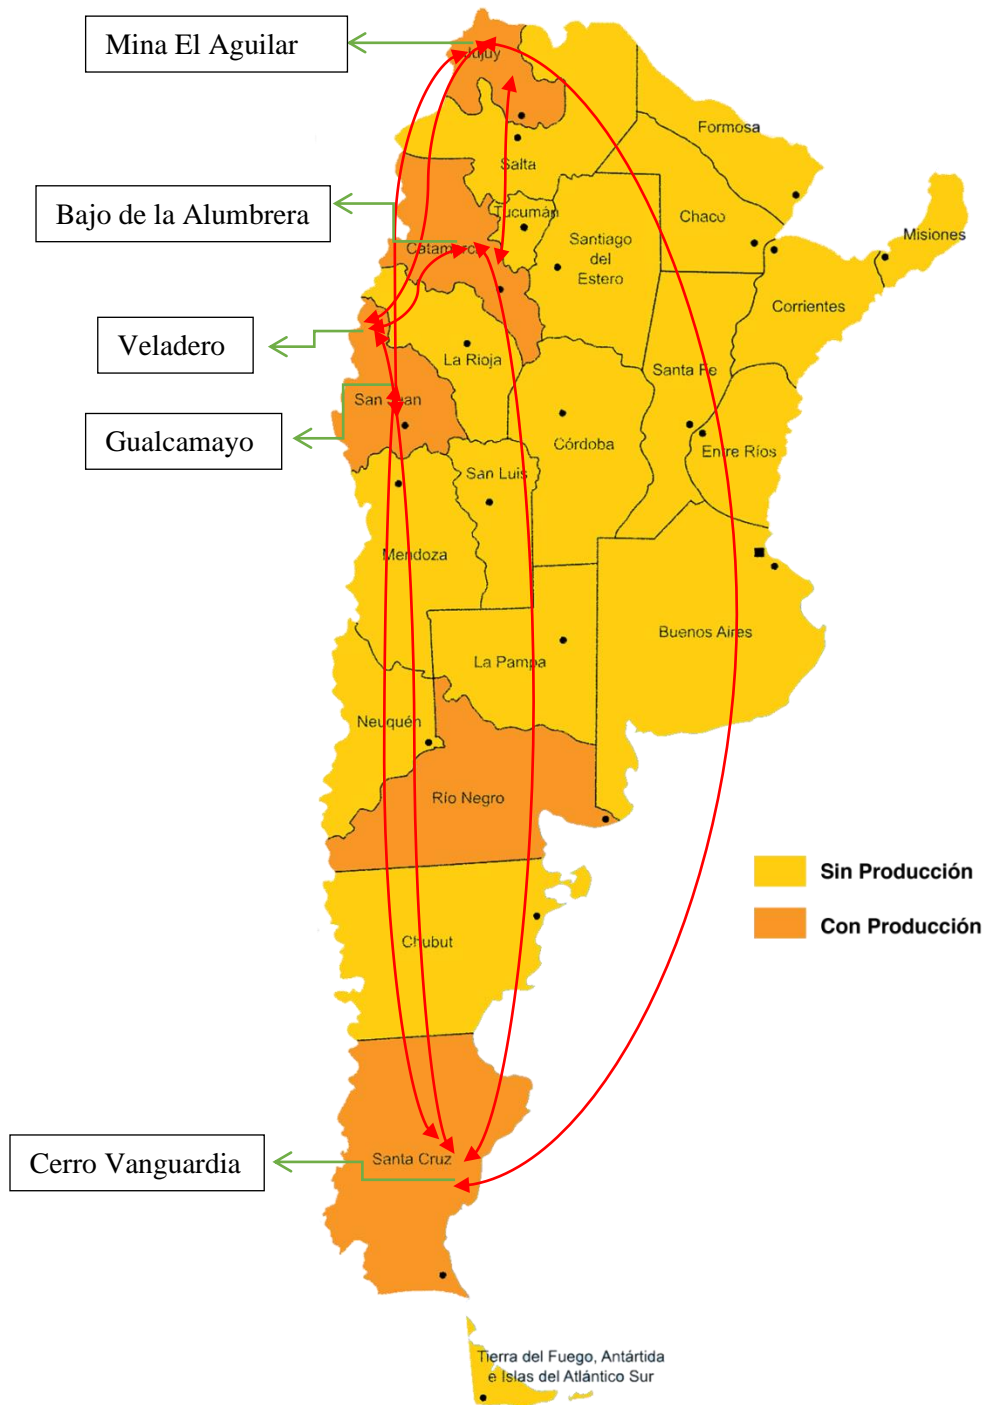 Mina El Aguilar
Jujuy
Formosa
Salta
Bajo de la Alumbrera
Tucumán
Chaco
Misiones
Santiago
del
Estero
Catamarca
Corrientes
Veladero
La Rioja
Santa Fe
San Juan
Gualcamayo
Córdoba
Entre Ríos
San Luis
Mendoza
Buenos Aires
La Pampa
Neuquén
Río Negro
Sin Producción
Con Producción
Chubut
Cerro Vanguardia
Santa Cruz
Tierra del Fuego, Antártida
e Islas del Atlántico Sur